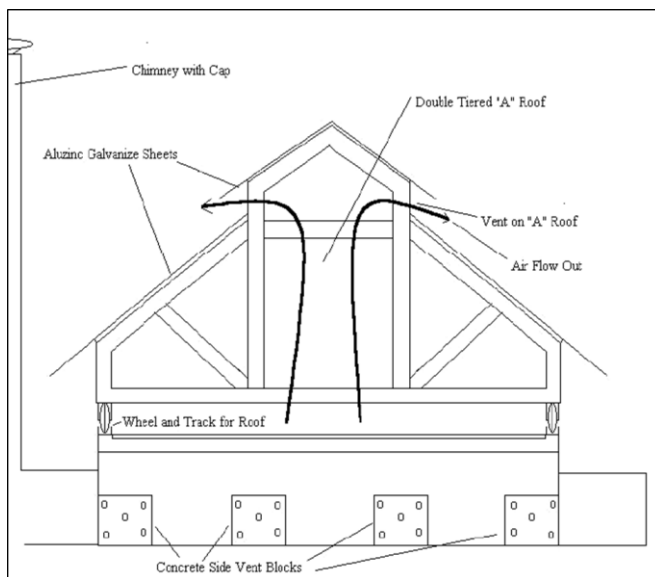 Chimney with Cap
Double Tiered "A" Roof
Aluzinc Galvanize Sheets
Vent on "A" Roof
Air Flow Out
Wheel and Track for Roof
Concrete Side Vent Blocks